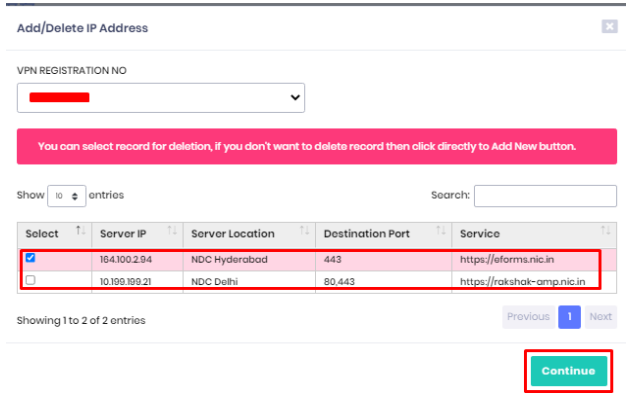 Add/Delete IP Address
VPN REGISTRATION NO
You can select record for deletion, if you don't want to delete record then click directly to Add New button.
Show 10 entries Search:
Select Server IP Server Location Destination Port Service
164.100.2.94 NDC Hyderabad 443 https://eforms.nic.in
10.199.199.21 NDC Delhi 80,443 https://rakshak-amp.nic.in
Showing 1 to 2 of 2 entries Previous 1 Next
Continue